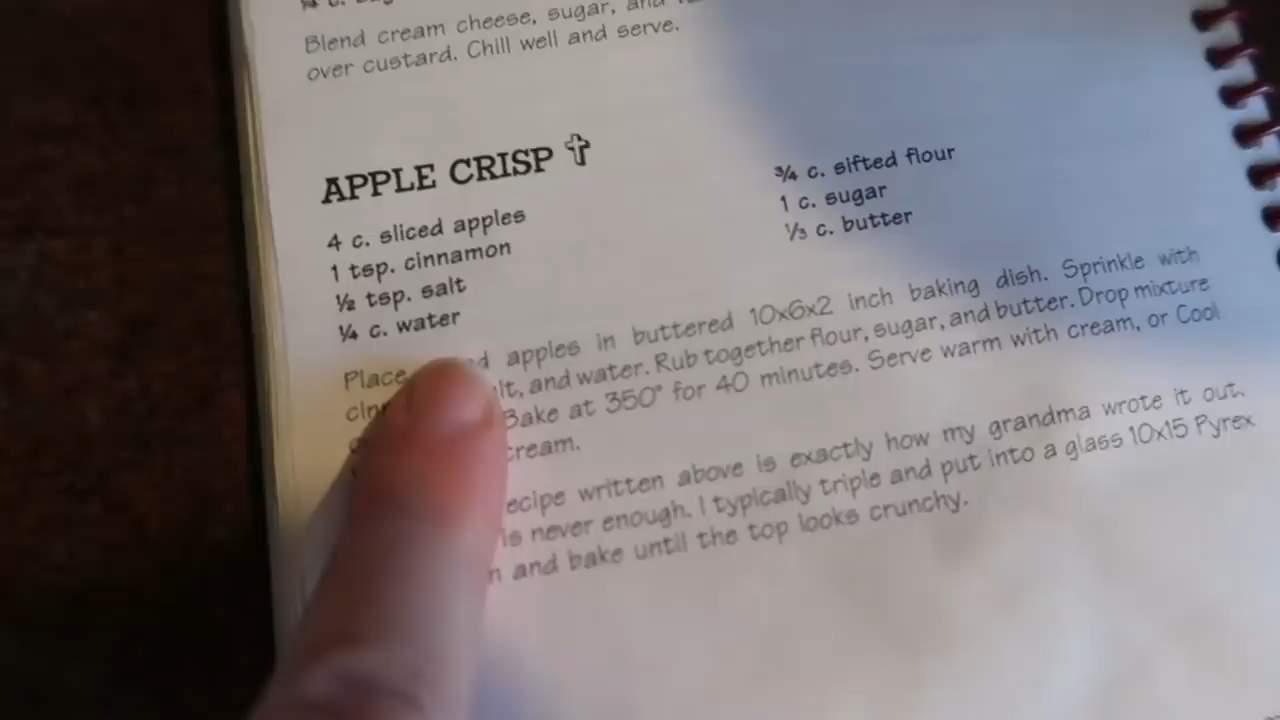 Blend cream cheese, sugar, and
over custard. Chill well and serve.
APPLE CRISP
4 c. sliced apples
1 tsp. cinnamon
½ tsp. salt
¼ c. water
¾ c. sifted flour
1 c. sugar
⅓ c. butter
Place apples in buttered 10x6x2 inch baking dish. Sprinkle with
and water. Rub together flour, sugar, and butter. Drop mixture
Bake at 350° for 40 minutes. Serve warm with cream, or Cool
cream.
written above is exactly how my grandma wrote it out.
is never enough. I typically triple and put into a glass 10x15 Pyrex
and bake until the top looks crunchy.